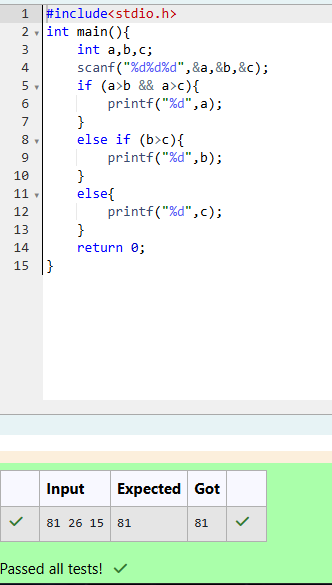 1 #include<stdio.h>
2 int main(){
3     int a,b,c;
4     scanf("%d%d%d",&a,&b,&c);
5     if (a>b && a>c){
6         printf("%d",a);
7     }
8     else if (b>c){
9         printf("%d",b);
10     }
11     else{
12         printf("%d",c);
13     }
14     return 0;
15 }
Input Expected Got
81 26 15 81 81
Passed all tests!